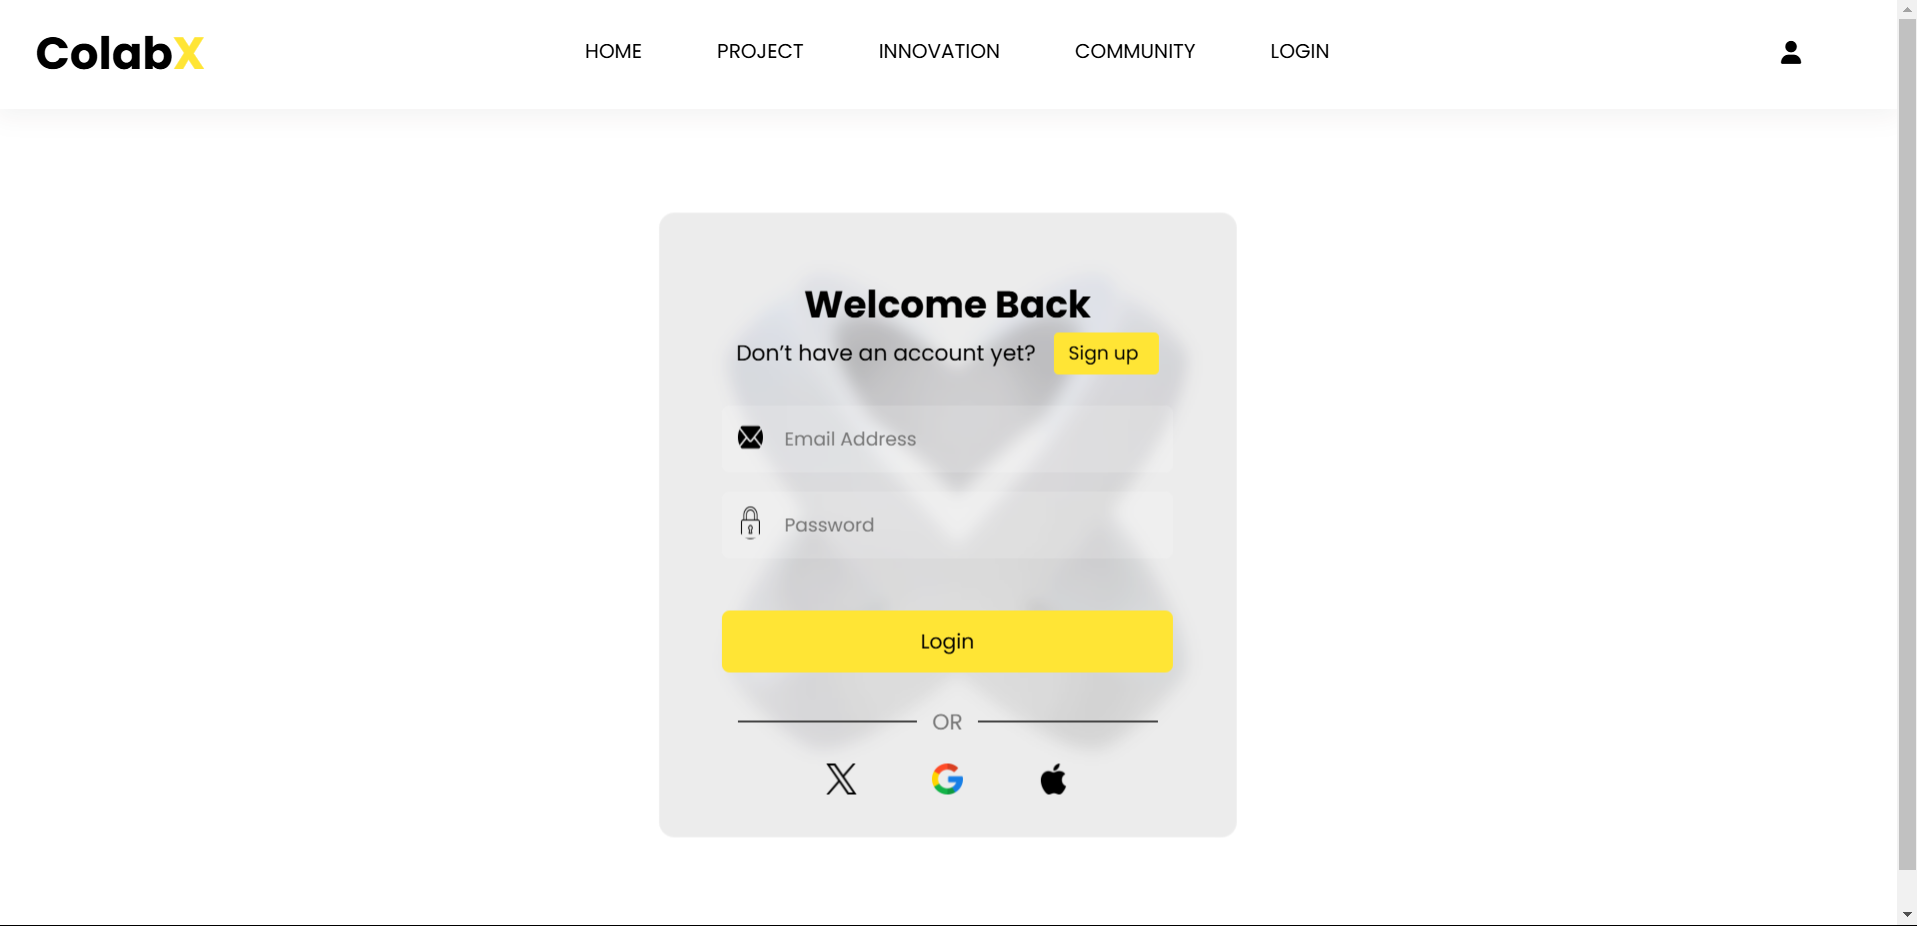 ColabX
HOME PROJECT INNOVATION COMMUNITY LOGIN
Welcome Back
Don’t have an account yet? Sign up
Email Address
Password
Login
OR